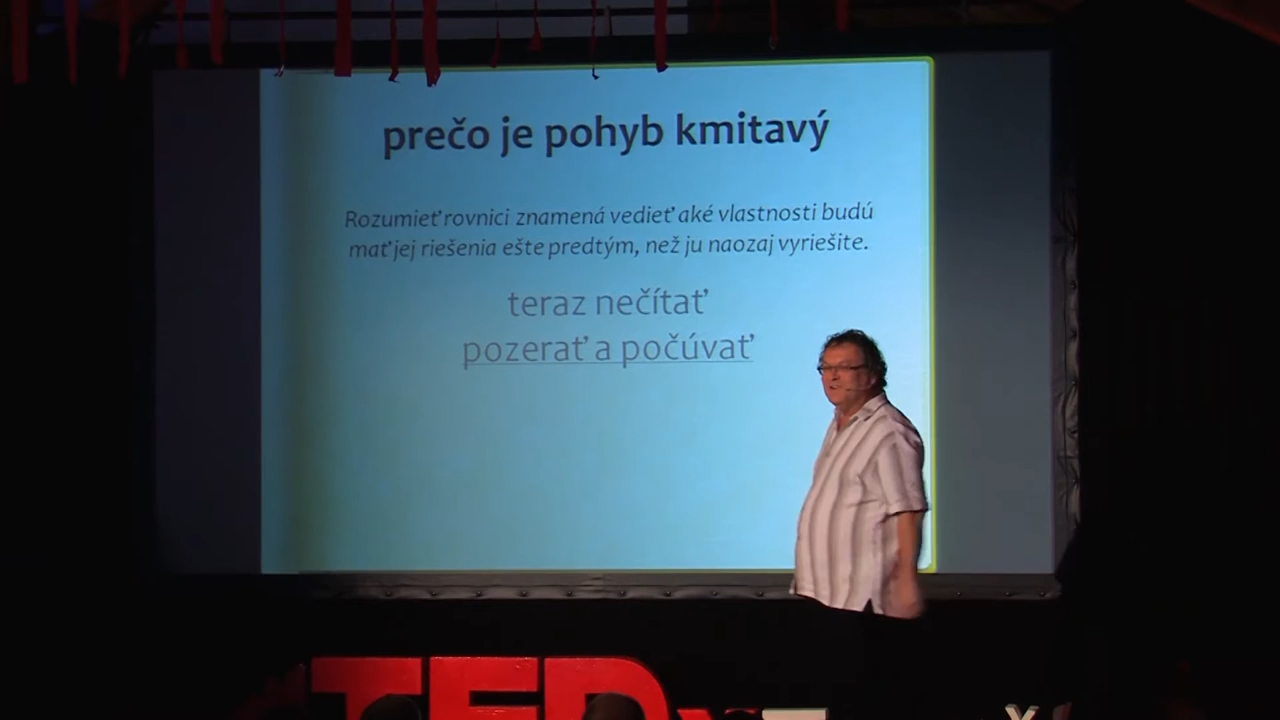 prečo je pohyb kmitavý
Rozumieť rovnici znamená vedieť aké vlastnosti budú
mať jej riešenia ešte predtým, než ju naozaj vyriešite.
teraz nečítať
pozerať a počúvať
TEDx